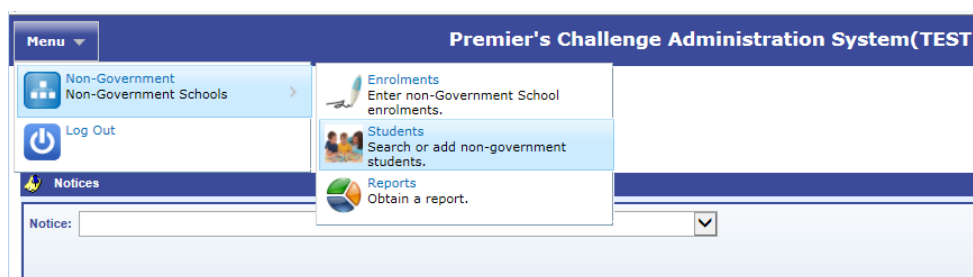 Menu
Premier's Challenge Administration System(TEST
Non-Government
Non-Government Schools
Log Out
Enrolments
Enter non-Government School
enrolments.
Students
Search or add non-government
students.
Reports
Obtain a report.
Notices
Notice: